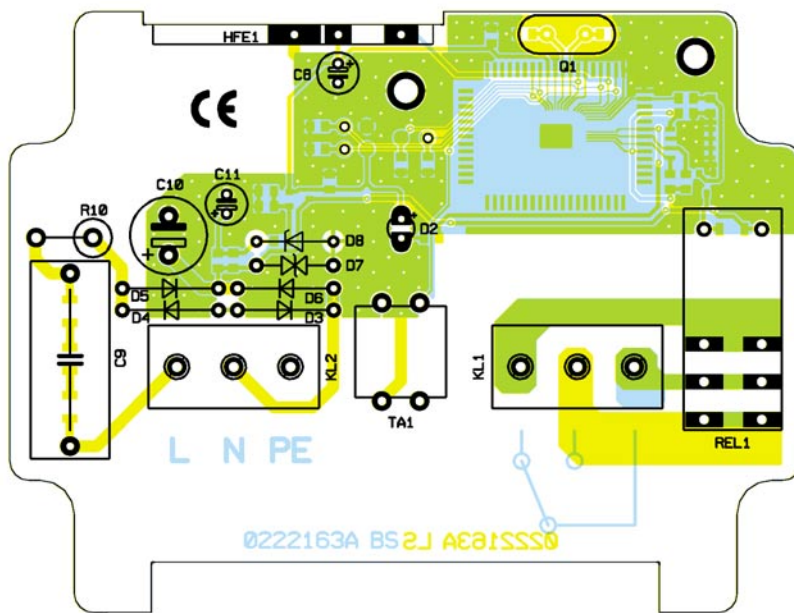 HFE1
C8
Q1
CE
C11
C10
R10
D2
D8
D7
D5
D6
D4
D3
C9
KL2
KL1
TA1
REL1
L N PE
0222163A BS 0222163A LS